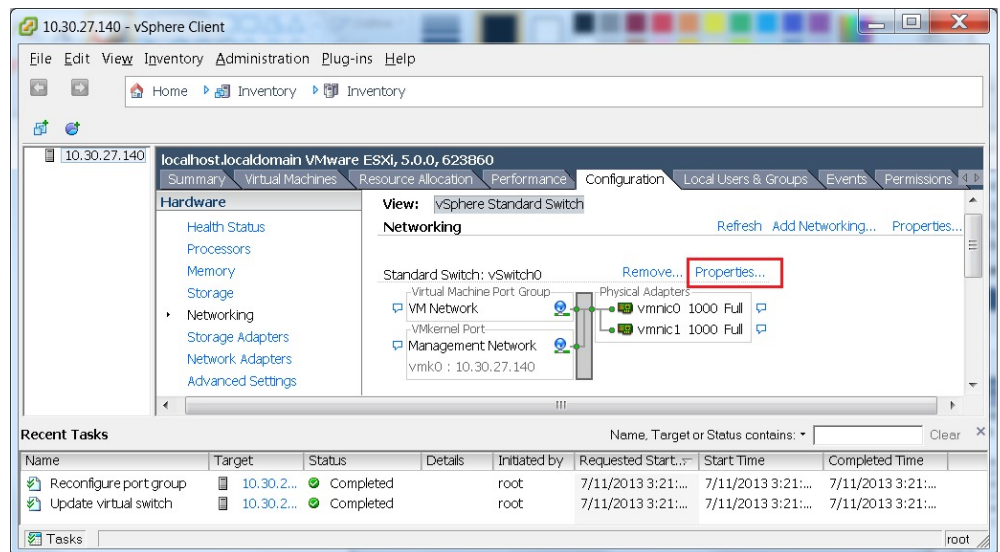 10.30.27.140 - vSphere Client
File Edit View Inventory Administration Plug-ins Help
Home Inventory Inventory
10.30.27.140
localhost.localdomain VMware ESXi, 5.0.0, 623860
Summary Virtual Machines Resource Allocation Performance Configuration Local Users & Groups Events Permissions
Hardware
Health Status
Processors
Memory
Storage
Networking
Storage Adapters
Network Adapters
Advanced Settings
View: vSphere Standard Switch
Networking
Refresh Add Networking... Properties...
Standard Switch: vSwitch0 Remove... Properties...
Virtual Machine Port Group
VM Network
VMkernel Port
Management Network
vmk0 : 10.30.27.140
Physical Adapters
vmnic0 1000 Full
vmnic1 1000 Full
Recent Tasks
Name, Target or Status contains: Clear
Name Target Status Details Initiated by Requested Start... Start Time Completed Time
Reconfigure port group 10.30.2... Completed root 7/11/2013 3:21:... 7/11/2013 3:21:... 7/11/2013 3:21:...
Update virtual switch 10.30.2... Completed root 7/11/2013 3:21:... 7/11/2013 3:21:... 7/11/2013 3:21:...
Tasks root